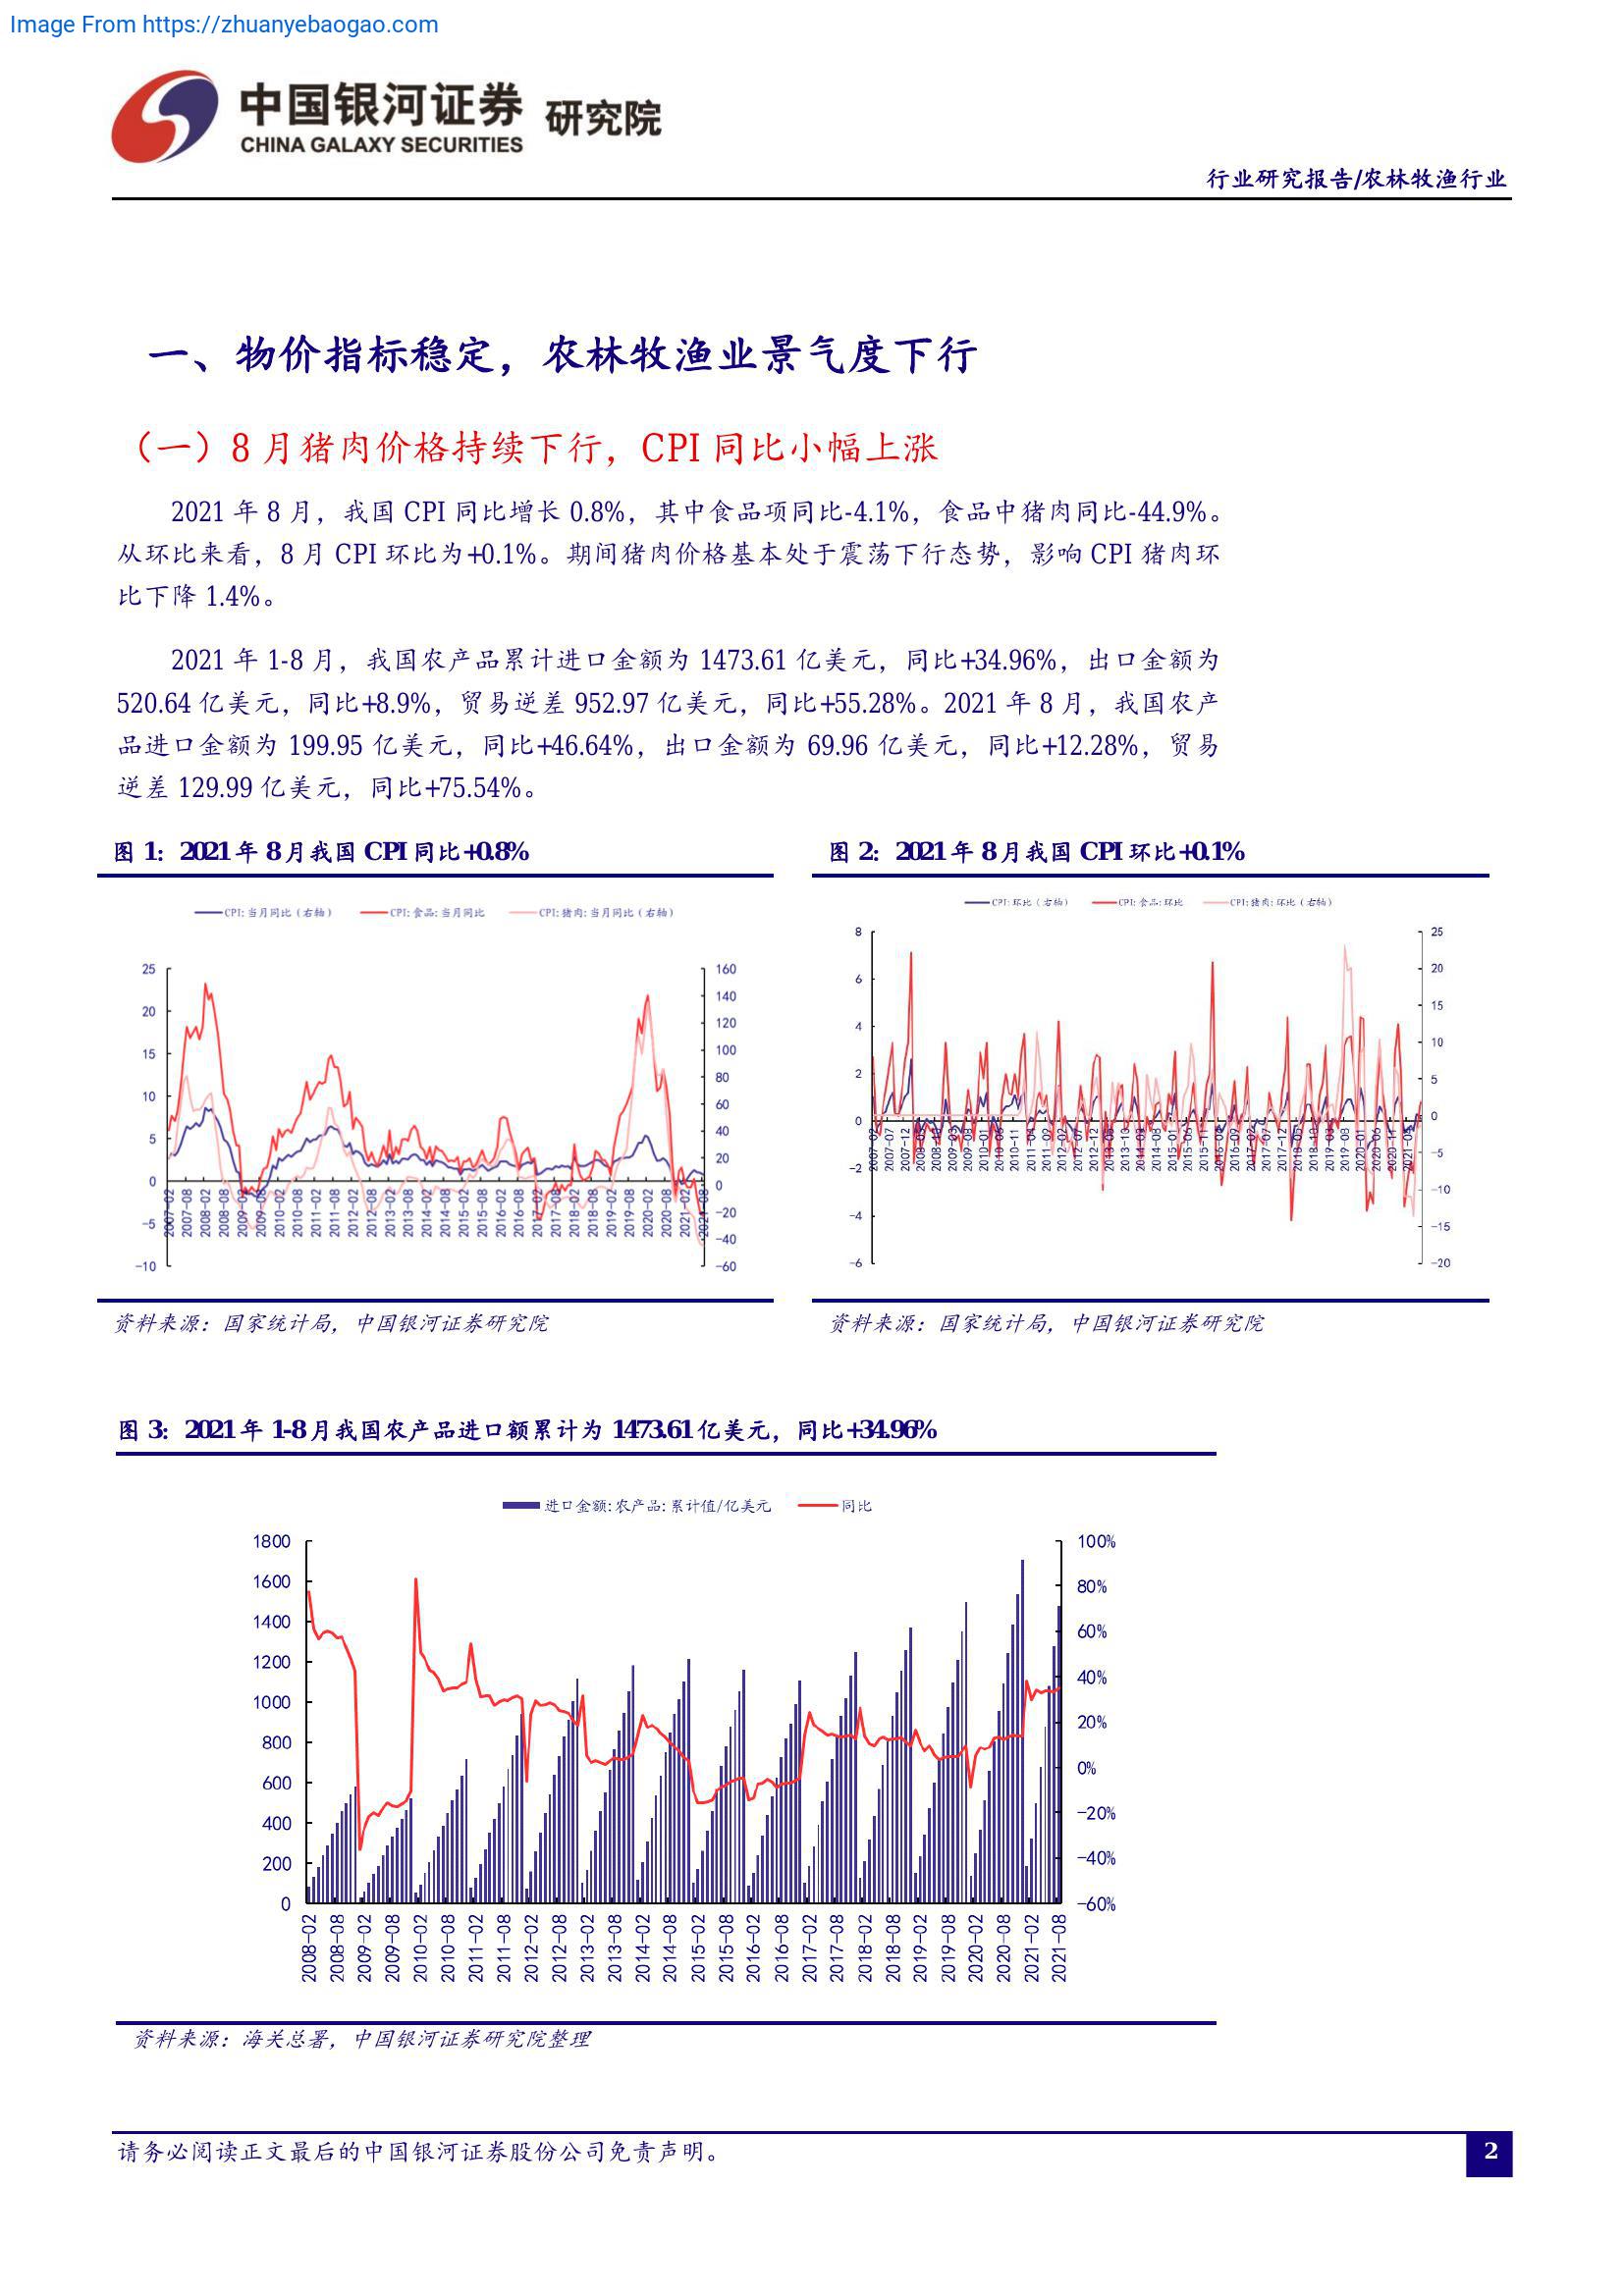 Image From https://zhuanyebaogao.com
中国银河证券 研究院
CHINA GALAXY SECURITIES
行业研究报告/农林牧渔行业
一、物价指标稳定，农林牧渔业景气度下行
（一）8 月猪肉价格持续下行，CPI 同比小幅上涨
2021 年 8 月，我国 CPI 同比增长 0.8%，其中食品项同比-4.1%，食品中猪肉同比-44.9%。
从环比来看，8 月 CPI 环比为+0.1%。期间猪肉价格基本处于震荡下行态势，影响 CPI 猪肉环
比下降 1.4%。
2021 年 1-8 月，我国农产品累计进口金额为 1473.61 亿美元，同比+34.96%，出口金额为
520.64 亿美元，同比+8.9%，贸易逆差 952.97 亿美元，同比+55.28%。2021 年 8 月，我国农产
品进口金额为 199.95 亿美元，同比+46.64%，出口金额为 69.96 亿美元，同比+12.28%，贸易
逆差 129.99 亿美元，同比+75.54%。
图 1：2021 年 8 月我国 CPI 同比+0.8%
CPI:当月同比（右轴） CPI:食品:当月同比 CPI:猪肉:当月同比（右轴）
25 20 15 10 5 0 -5 -10
160 140 120 100 80 60 40 20 0 -20 -40 -60
2007-02 2007-08 2008-02 2008-08 2009-02 2009-08 2010-02 2010-08 2011-02 2011-08 2012-02 2012-08 2013-02 2013-08 2014-02 2014-08 2015-02 2015-08 2016-02 2016-08 2017-02 2017-08 2018-02 2018-08 2019-02 2019-08 2020-02 2020-08 2021-02 2021-08
资料来源：国家统计局，中国银河证券研究院
图 2：2021 年 8 月我国 CPI 环比+0.1%
CPI:环比（右轴） CPI:食品:环比 CPI:猪肉:环比（右轴）
8 6 4 2 0 -2 -4 -6
25 20 15 10 5 0 -5 -10 -15 -20
2007-02 2007-07 2007-12 2008-05 2008-10 2009-03 2009-08 2010-01 2010-06 2010-11 2011-04 2011-09 2012-02 2012-07 2012-12 2013-05 2013-10 2014-03 2014-08 2015-01 2015-06 2015-11 2016-04 2016-09 2017-02 2017-07 2017-12 2018-05 2018-10 2019-03 2019-08 2020-01 2020-06 2020-11 2021-04
资料来源：国家统计局，中国银河证券研究院
图 3：2021 年 1-8 月我国农产品进口额累计为 1473.61 亿美元，同比+34.96%
进口金额:农产品:累计值/亿美元 同比
1800 1600 1400 1200 1000 800 600 400 200 0
100% 80% 60% 40% 20% 0% -20% -40% -60%
2008-02 2008-08 2009-02 2009-08 2010-02 2010-08 2011-02 2011-08 2012-02 2012-08 2013-02 2013-08 2014-02 2014-08 2015-02 2015-08 2016-02 2016-08 2017-02 2017-08 2018-02 2018-08 2019-02 2019-08 2020-02 2020-08 2021-02 2021-08
资料来源：海关总署，中国银河证券研究院整理
请务必阅读正文最后的中国银河证券股份公司免责声明。
2